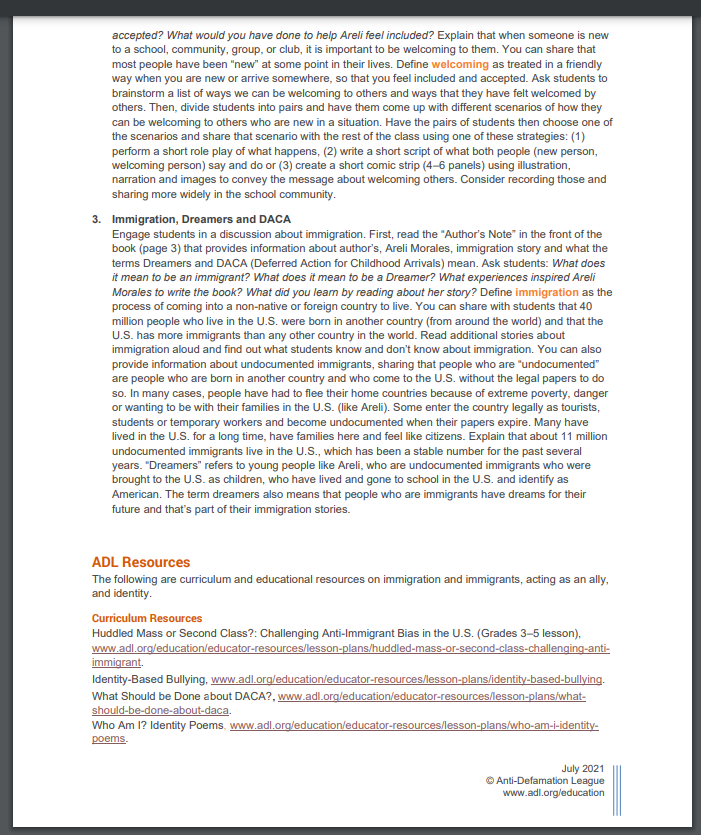 accepted? What would you have done to help Areli feel included? Explain that when someone is new
to a school, community, group, or club, it is important to be welcoming to them. You can share that
most people have been “new” at some point in their lives. Define welcoming as treated in a friendly
way when you are new or arrive somewhere, so that you feel included and accepted. Ask students to
brainstorm a list of ways we can be welcoming to others and ways that they have felt welcomed by
others. Then, divide students into pairs and have them come up with different scenarios of how they
can be welcoming to others who are new in a situation. Have the pairs of students then choose one of
the scenarios and share that scenario with the rest of the class using one of these strategies: (1)
perform a short role play of what happens, (2) write a short script of what both people (new person,
welcoming person) say and do or (3) create a short comic strip (4–6 panels) using illustration,
narration and images to convey the message about welcoming others. Consider recording those and
sharing more widely in the school community.
3. Immigration, Dreamers and DACA
Engage students in a discussion about immigration. First, read the “Author’s Note” in the front of the
book (page 3) that provides information about author’s, Areli Morales, immigration story and what the
terms Dreamers and DACA (Deferred Action for Childhood Arrivals) mean. Ask students: What does
it mean to be an immigrant? What does it mean to be a Dreamer? What experiences inspired Areli
Morales to write the book? What did you learn by reading about her story? Define immigration as the
process of coming into a non-native or foreign country to live. You can share with students that 40
million people who live in the U.S. were born in another country (from around the world) and that the
U.S. has more immigrants than any other country in the world. Read additional stories about
immigration aloud and find out what students know and don’t know about immigration. You can also
provide information about undocumented immigrants, sharing that people who are “undocumented”
are people who are born in another country and who come to the U.S. without the legal papers to do
so. In many cases, people have had to flee their home countries because of extreme poverty, danger
or wanting to be with their families in the U.S. (like Areli). Some enter the country legally as tourists,
students or temporary workers and become undocumented when their papers expire. Many have
lived in the U.S. for a long time, have families here and feel like citizens. Explain that about 11 million
undocumented immigrants live in the U.S., which has been a stable number for the past several
years. “Dreamers” refers to young people like Areli, who are undocumented immigrants who were
brought to the U.S. as children, who have lived and gone to school in the U.S. and identify as
American. The term dreamers also means that people who are immigrants have dreams for their
future and that’s part of their immigration stories.
ADL Resources
The following are curriculum and educational resources on immigration and immigrants, acting as an ally,
and identity.
Curriculum Resources
Huddled Mass or Second Class?: Challenging Anti-Immigrant Bias in the U.S. (Grades 3–5 lesson),
www.adl.org/education/educator-resources/lesson-plans/huddled-mass-or-second-class-challenging-anti-
immigrant.
Identity-Based Bullying, www.adl.org/education/educator-resources/lesson-plans/identity-based-bullying.
What Should be Done about DACA?, www.adl.org/education/educator-resources/lesson-plans/what-
should-be-done-about-daca.
Who Am I? Identity Poems. www.adl.org/education/educator-resources/lesson-plans/who-am-i-identity-
poems.
July 2021
© Anti-Defamation League
www.adl.org/education